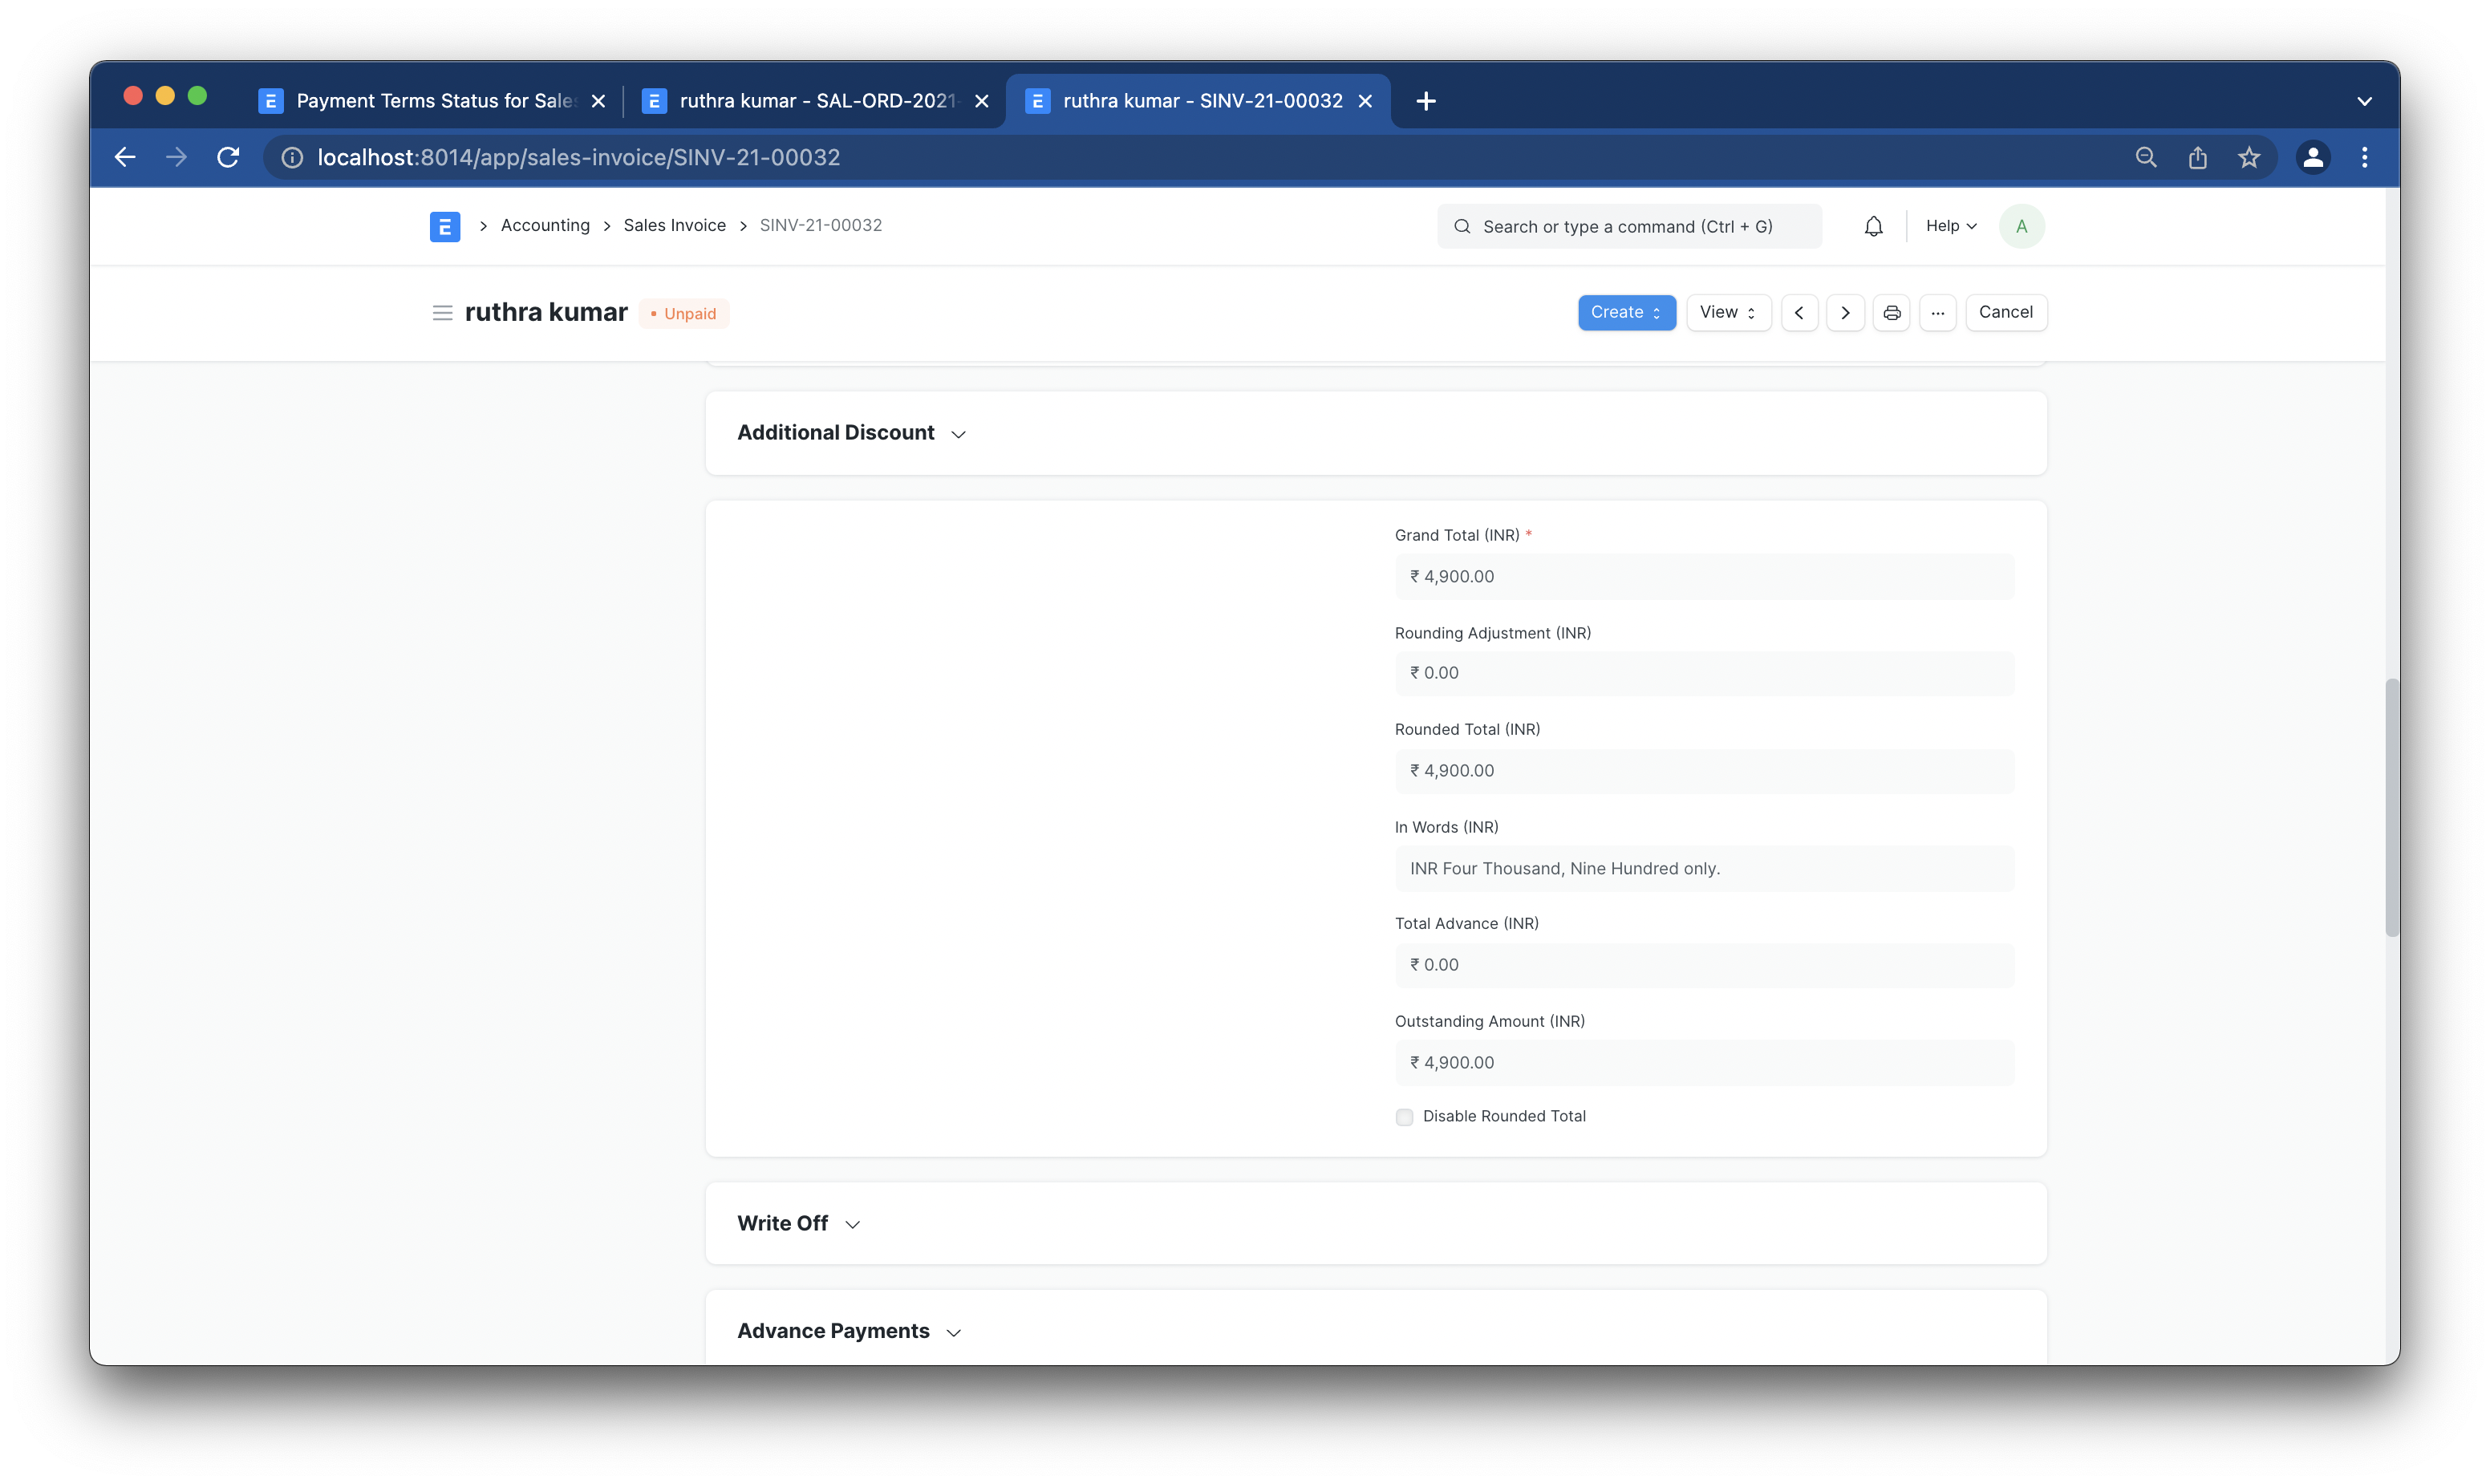 Payment Terms Status for Sales
ruthra kumar - SAL-ORD-2021-
ruthra kumar - SINV-21-00032
localhost:8014/app/sales-invoice/SINV-21-00032
Accounting
Sales Invoice
SINV-21-00032
Search or type a command (Ctrl + G)
Help
A
ruthra kumar
Unpaid
Create
View
Cancel
Additional Discount
Grand Total (INR) *
₹ 4,900.00
Rounding Adjustment (INR)
₹ 0.00
Rounded Total (INR)
₹ 4,900.00
In Words (INR)
INR Four Thousand, Nine Hundred only.
Total Advance (INR)
₹ 0.00
Outstanding Amount (INR)
₹ 4,900.00
Disable Rounded Total
Write Off
Advance Payments